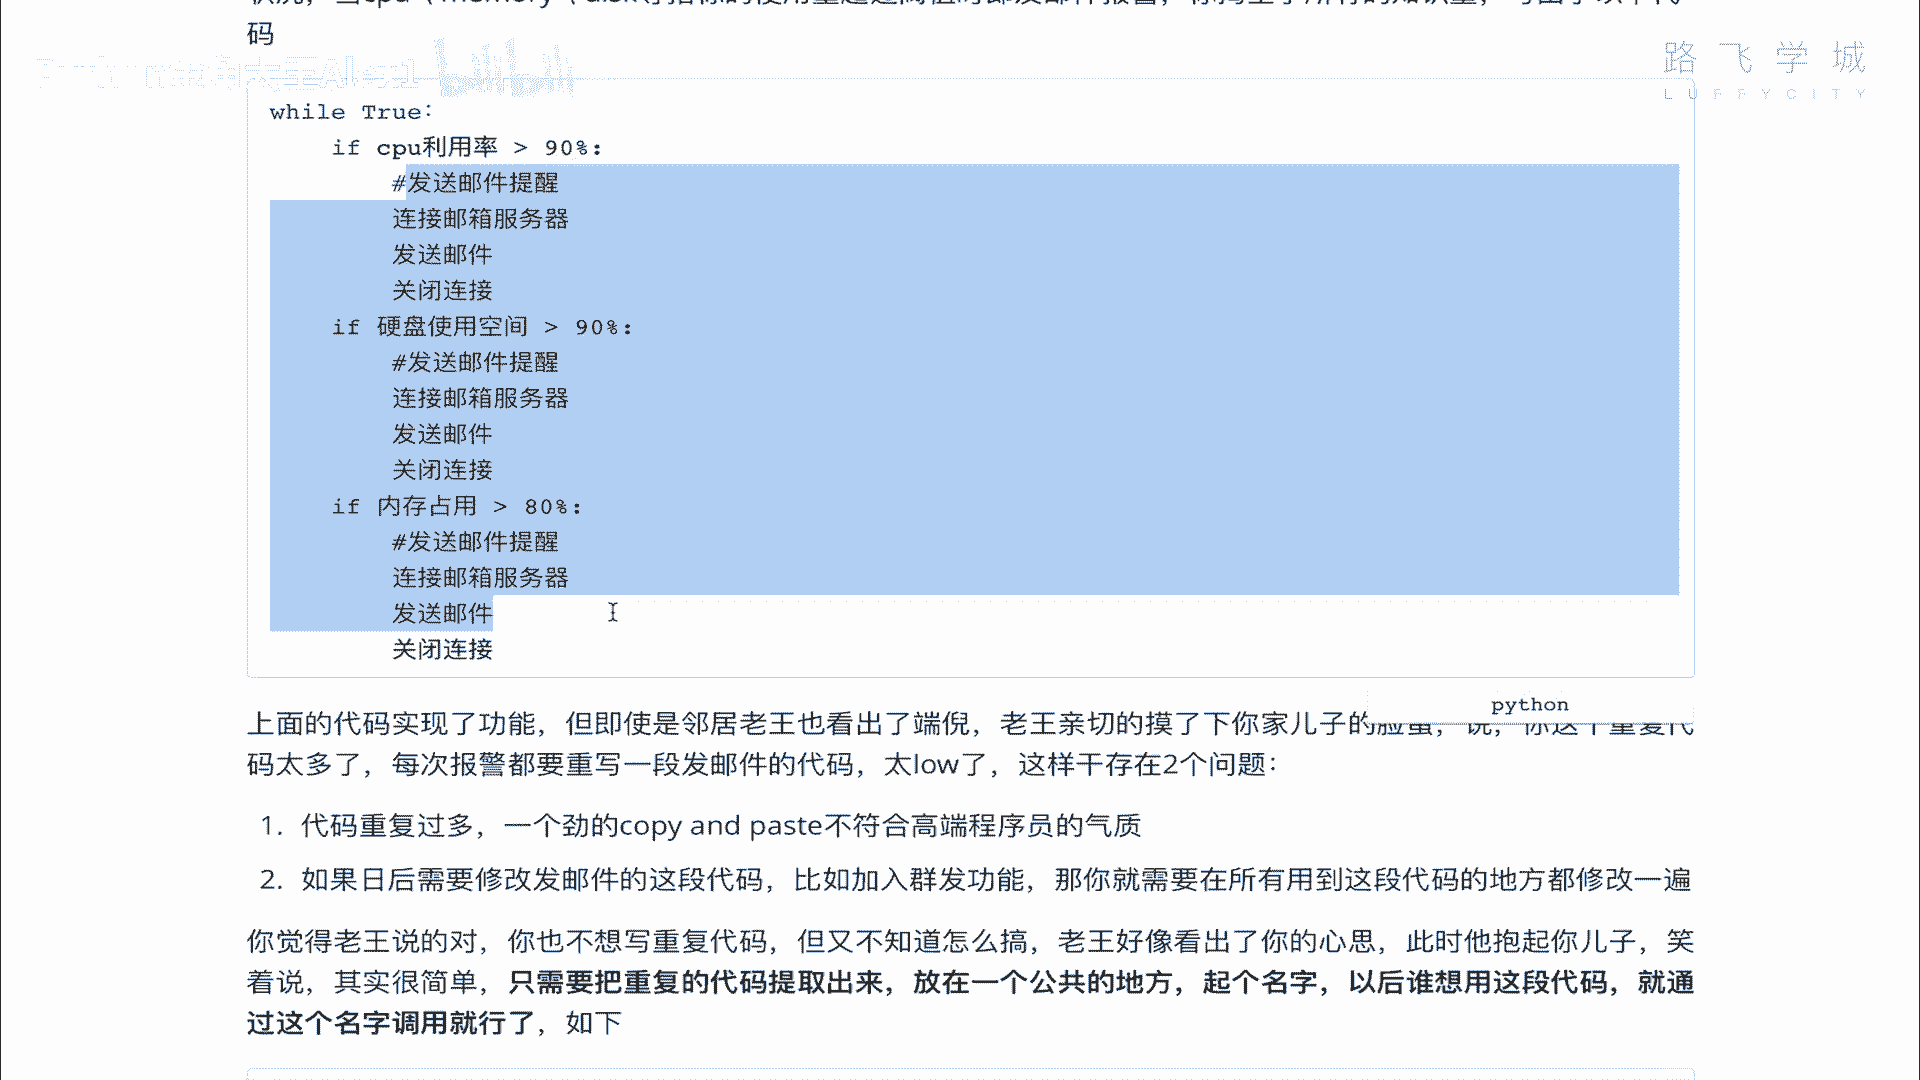 码
路飞学城
LUFFYCITY
while True:
if cpu利用率 > 90%:
#发送邮件提醒
连接邮箱服务器
发送邮件
关闭连接
if 硬盘使用空间 > 90%:
#发送邮件提醒
连接邮箱服务器
发送邮件
关闭连接
if 内存占用 > 80%:
#发送邮件提醒
连接邮箱服务器
发送邮件
关闭连接
python
上面的代码实现了功能，但即使是邻居老王也看出了端倪，老王亲切的摸了下你家儿子的脸蛋，说，你这个重复代
码太多了，每次报警都要重写一段发邮件的代码，太low了，这样干存在2个问题：
1. 代码重复过多，一个劲的copy and paste不符合高端程序员的气质
2. 如果日后需要修改发邮件的这段代码，比如加入群发功能，那你就需要在所有用到这段代码的地方都修改一遍
你觉得老王说的对，你也不想写重复代码，但又不知道怎么搞，老王好像看出了你的心思，此时他抱起你儿子，笑
着说，其实很简单，只需要把重复的代码提取出来，放在一个公共的地方，起个名字，以后谁想用这段代码，就通
过这个名字调用就行了，如下